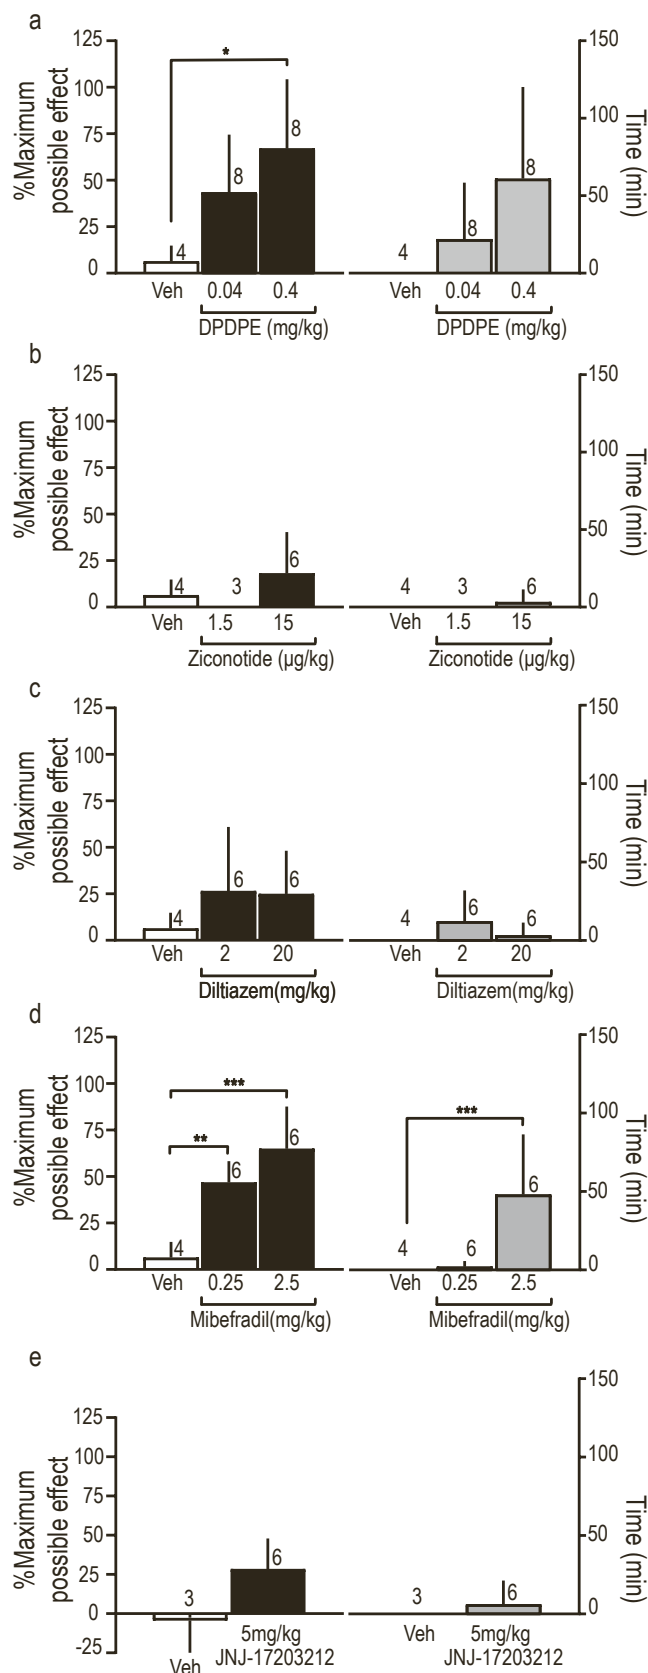 a
%Maximum
possible effect
125
100
75
50
25
0
*
4
8
8
Veh
0.04
0.4
DPDPE (mg/kg)
4
8
8
Veh
0.04
0.4
DPDPE (mg/kg)
150
100
50
0
Time (min)
b
%Maximum
possible effect
125
100
75
50
25
0
4
3
6
Veh
1.5
15
Ziconotide (µg/kg)
4
3
6
Veh
1.5
15
Ziconotide (µg/kg)
150
100
50
0
Time (min)
c
%Maximum
possible effect
125
100
75
50
25
0
4
6
6
Veh
2
20
Diltiazem(mg/kg)
4
6
6
Veh
2
20
Diltiazem(mg/kg)
150
100
50
0
Time (min)
d
%Maximum
possible effect
125
100
75
50
25
0
***
**
4
6
6
Veh
0.25
2.5
Mibefradil(mg/kg)
***
4
6
6
Veh
0.25
2.5
Mibefradil(mg/kg)
150
100
50
0
Time (min)
e
%Maximum
possible effect
125
100
75
50
25
0
-25
3
6
Veh
5mg/kg
JNJ-17203212
3
6
Veh
5mg/kg
JNJ-17203212
150
100
50
0
Time (min)